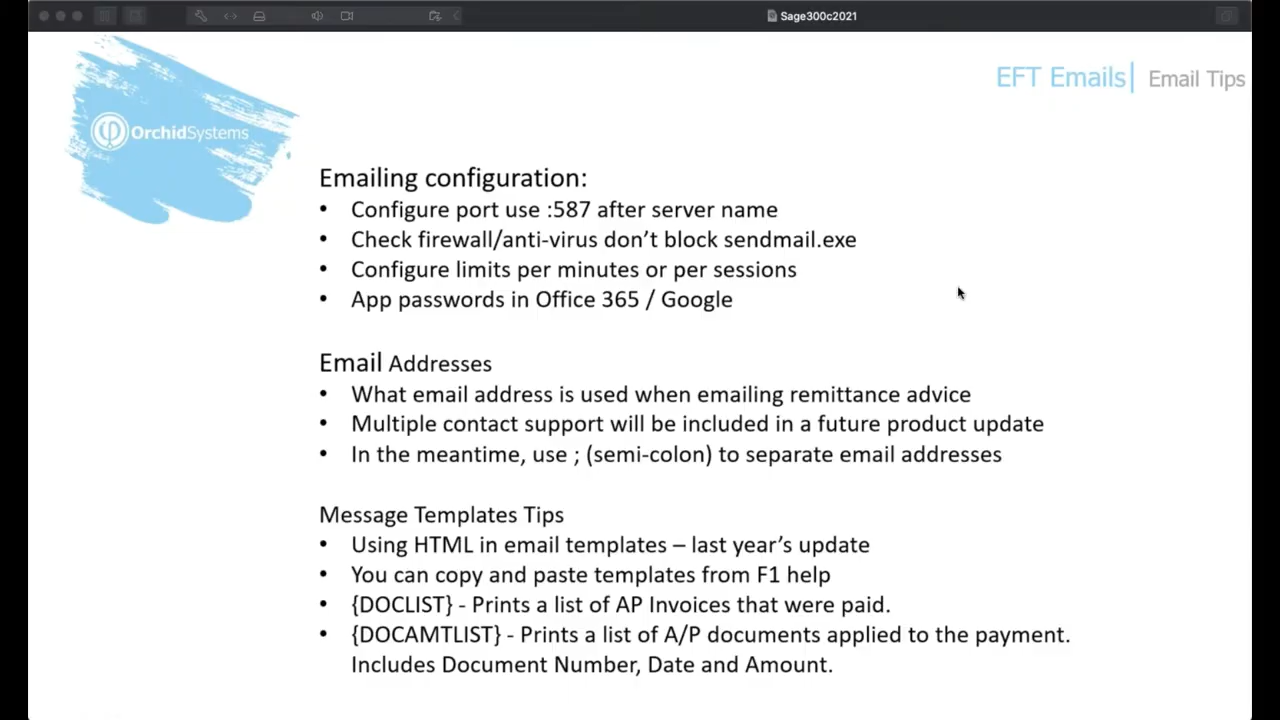 Sage300c2021
EFT Emails| Email Tips
OrchidSystems
Emailing configuration:
• Configure port use :587 after server name
• Check firewall/anti-virus don’t block sendmail.exe
• Configure limits per minutes or per sessions
• App passwords in Office 365 / Google
Email Addresses
• What email address is used when emailing remittance advice
• Multiple contact support will be included in a future product update
• In the meantime, use ; (semi-colon) to separate email addresses
Message Templates Tips
• Using HTML in email templates – last year’s update
• You can copy and paste templates from F1 help
• {DOCLIST} - Prints a list of AP Invoices that were paid.
• {DOCAMTLIST} - Prints a list of A/P documents applied to the payment.
Includes Document Number, Date and Amount.